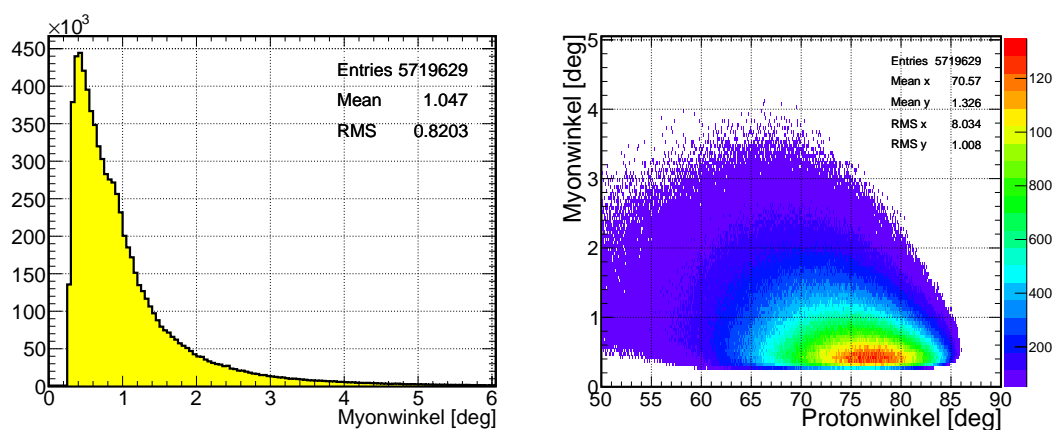 ×10³
450
400
350
300
250
200
150
100
50
0
0 1 2 3 4 5 6
Myonwinkel [deg]
Entries 5719629
Mean 1.047
RMS 0.8203
Myonwinkel [deg]
5
4
3
2
1
0
50 55 60 65 70 75 80 85 90
Protonwinkel [deg]
Entries 5719629
Mean x 70.57
Mean y 1.326
RMS x 8.034
RMS y 1.008
120
100
800
600
400
200